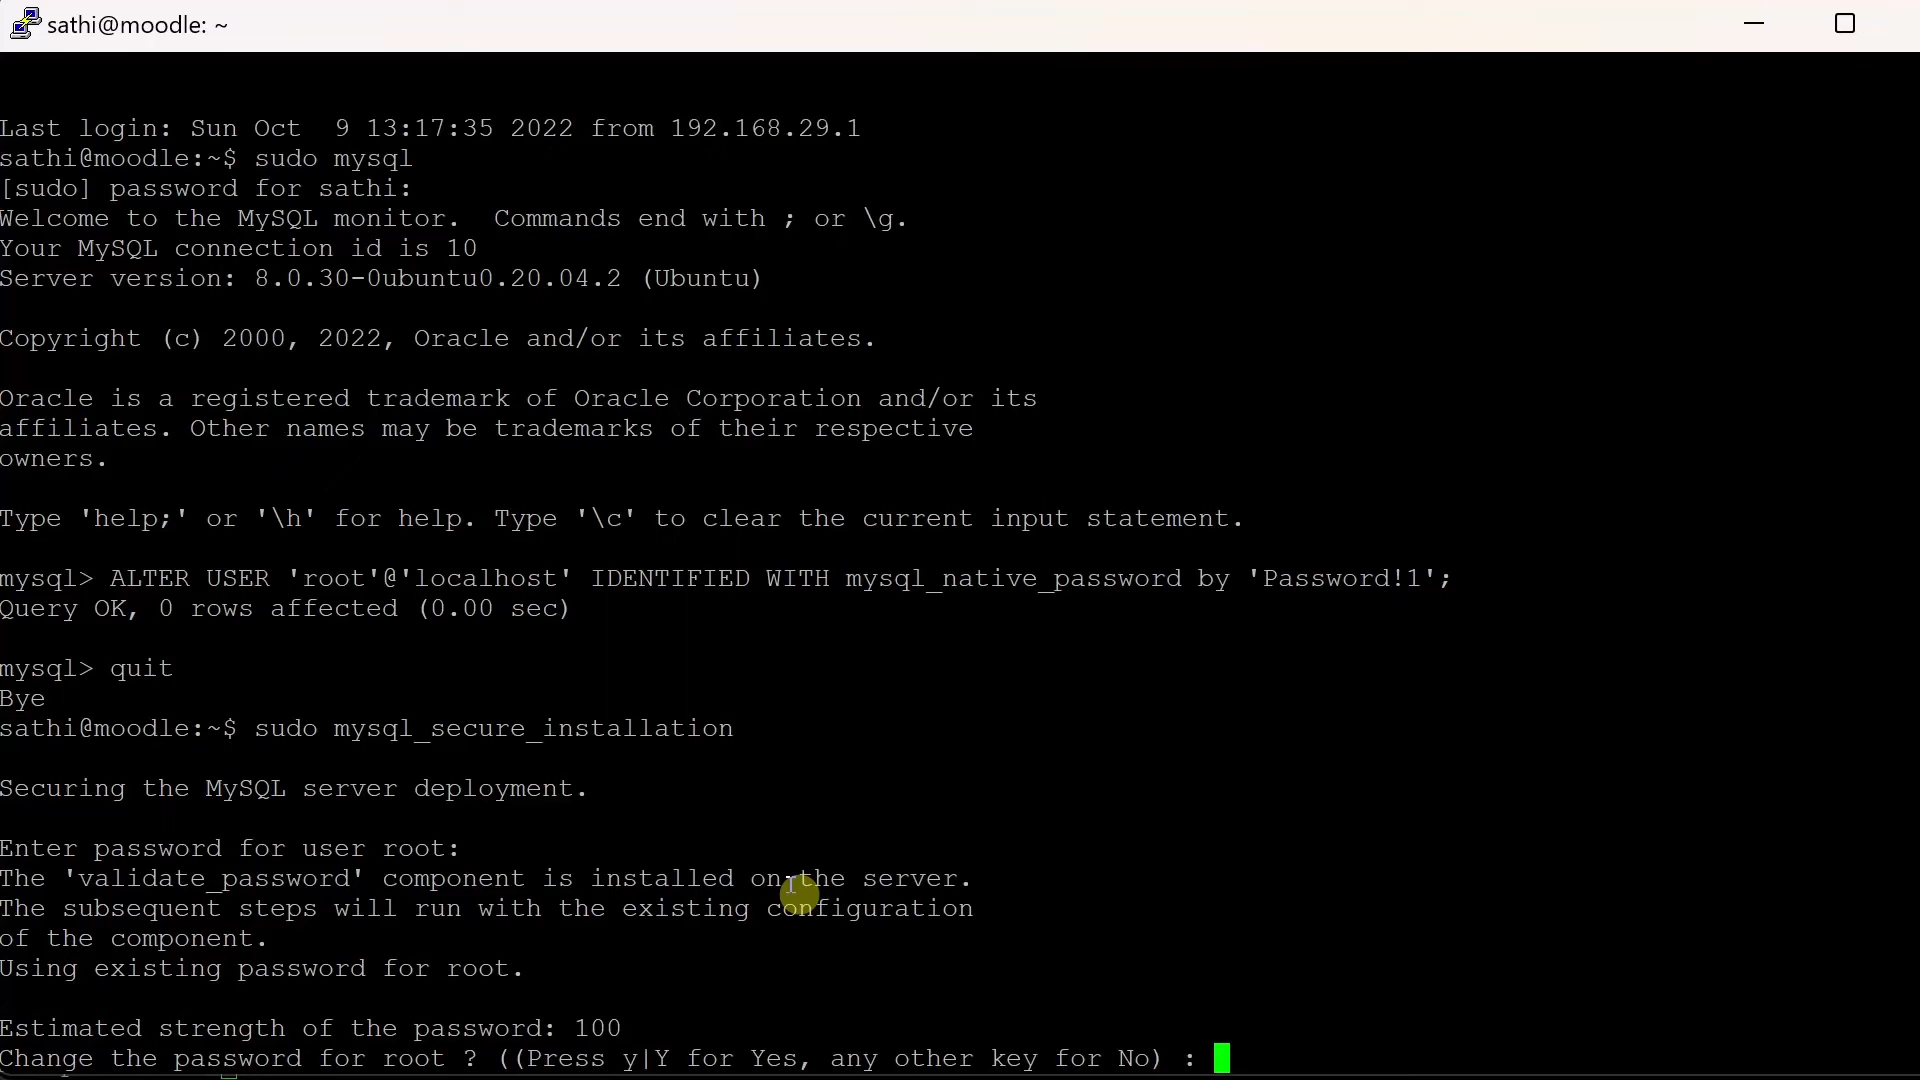 sathi@moodle: ~
Last login: Sun Oct  9 13:17:35 2022 from 192.168.29.1
sathi@moodle:~$ sudo mysql
[sudo] password for sathi:
Welcome to the MySQL monitor.  Commands end with ; or \g.
Your MySQL connection id is 10
Server version: 8.0.30-0ubuntu0.20.04.2 (Ubuntu)
Copyright (c) 2000, 2022, Oracle and/or its affiliates.
Oracle is a registered trademark of Oracle Corporation and/or its
affiliates. Other names may be trademarks of their respective
owners.
Type 'help;' or '\h' for help. Type '\c' to clear the current input statement.
mysql> ALTER USER 'root'@'localhost' IDENTIFIED WITH mysql_native_password by 'Password!1';
Query OK, 0 rows affected (0.00 sec)
mysql> quit
Bye
sathi@moodle:~$ sudo mysql_secure_installation
Securing the MySQL server deployment.
Enter password for user root:
The 'validate_password' component is installed on the server.
The subsequent steps will run with the existing configuration
of the component.
Using existing password for root.
Estimated strength of the password: 100
Change the password for root ? ((Press y|Y for Yes, any other key for No) :